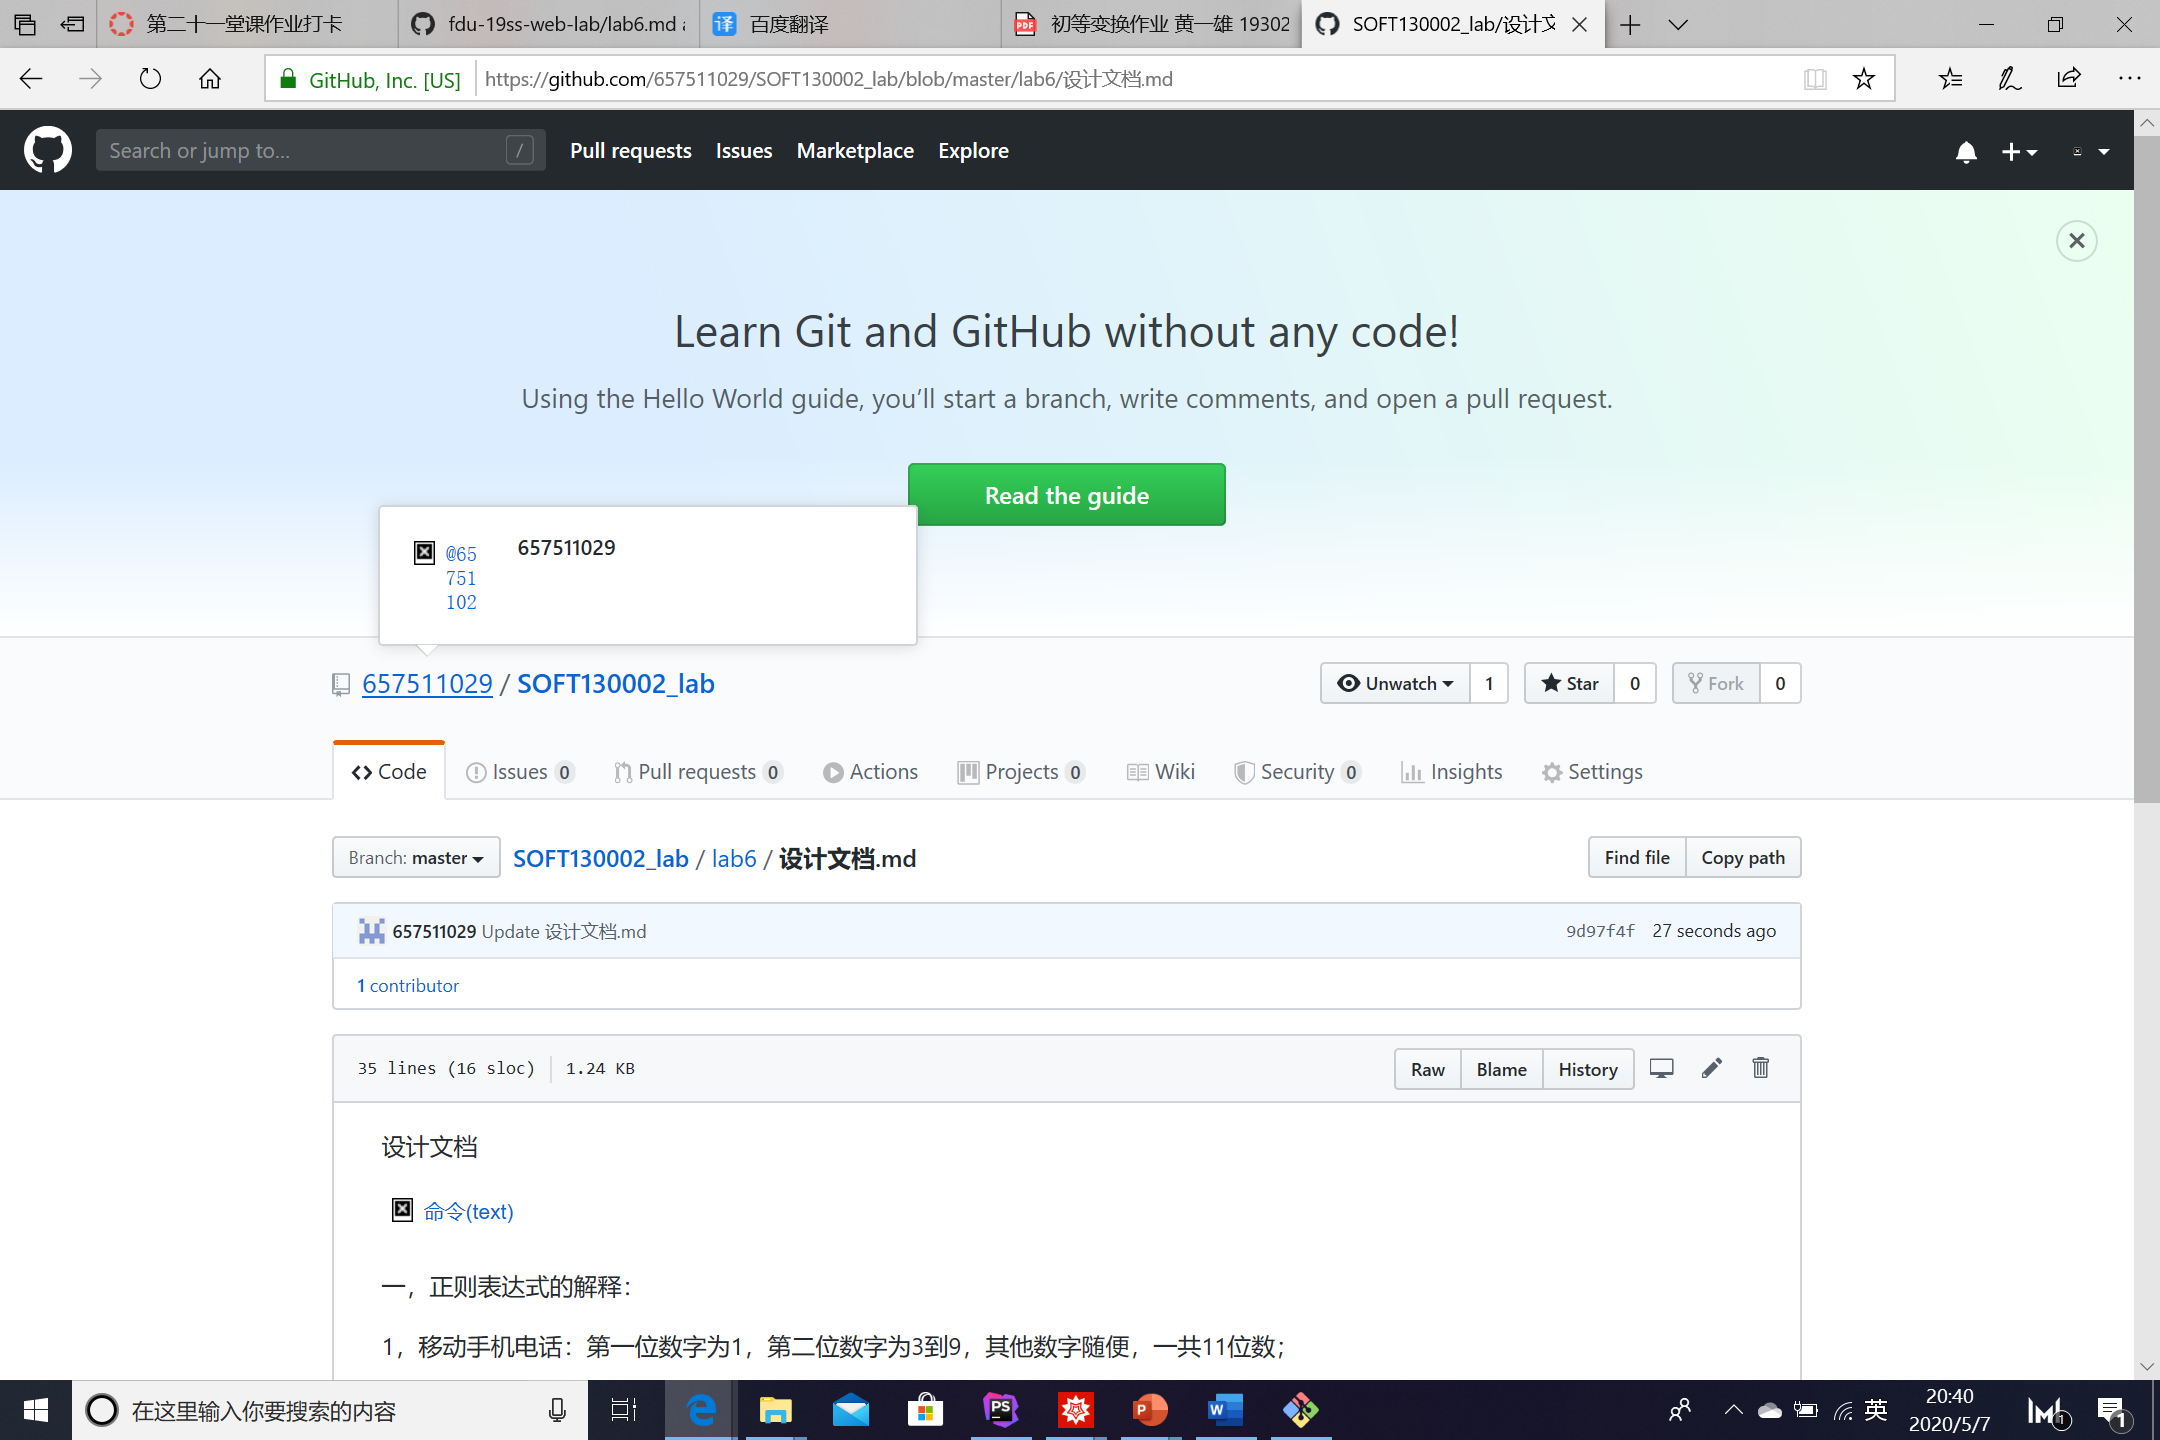 第二十一堂课作业打卡
fdu-19ss-web-lab/lab6.md a
译 百度翻译
PDF 初等变换作业 黄一雄 19302
SOFT130002_lab/设计文
GitHub, Inc. [US]
https://github.com/657511029/SOFT130002_lab/blob/master/lab6/设计文档.md
Search or jump to...
/
Pull requests
Issues
Marketplace
Explore
Learn Git and GitHub without any code!
Using the Hello World guide, you’ll start a branch, write comments, and open a pull request.
Read the guide
@65
751
102
657511029
657511029 / SOFT130002_lab
Unwatch 1
Star 0
Fork 0
Code
Issues 0
Pull requests 0
Actions
Projects 0
Wiki
Security 0
Insights
Settings
Branch: master
SOFT130002_lab / lab6 / 设计文档.md
Find file
Copy path
657511029 Update 设计文档.md
9d97f4f 27 seconds ago
1 contributor
35 lines (16 sloc)
1.24 KB
Raw
Blame
History
设计文档
命令(text)
一，正则表达式的解释：
1，移动手机电话：第一位数字为1，第二位数字为3到9，其他数字随便，一共11位数；
在这里输入你要搜索的内容
PS
P
W
英
20:40
2020/5/7
1
1